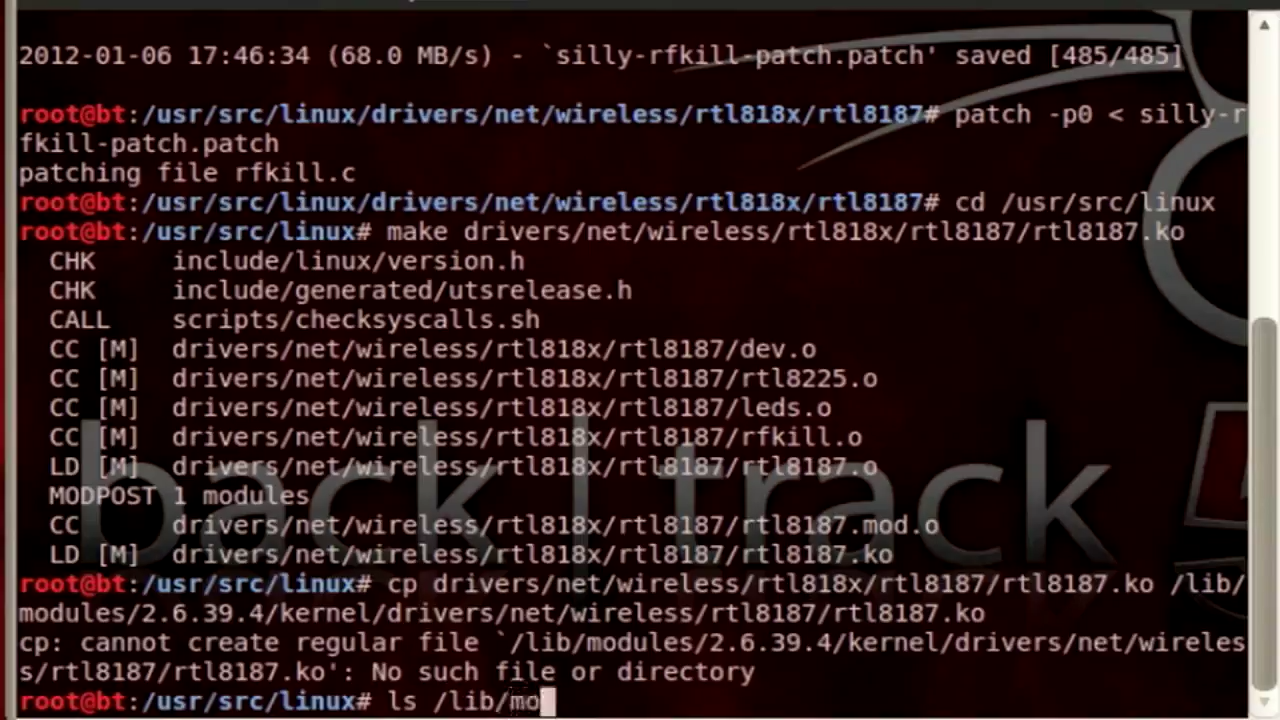 2012-01-06 17:46:34 (68.0 MB/s) - `silly-rfkill-patch.patch' saved [485/485]
root@bt:/usr/src/linux/drivers/net/wireless/rtl818x/rtl8187# patch -p0 < silly-r
fkill-patch.patch
patching file rfkill.c
root@bt:/usr/src/linux/drivers/net/wireless/rtl818x/rtl8187# cd /usr/src/linux
root@bt:/usr/src/linux# make drivers/net/wireless/rtl818x/rtl8187/rtl8187.ko
CHK include/linux/version.h
CHK include/generated/utsrelease.h
CALL scripts/checksyscalls.sh
CC [M] drivers/net/wireless/rtl818x/rtl8187/dev.o
CC [M] drivers/net/wireless/rtl818x/rtl8187/rtl8225.o
CC [M] drivers/net/wireless/rtl818x/rtl8187/leds.o
CC [M] drivers/net/wireless/rtl818x/rtl8187/rfkill.o
LD [M] drivers/net/wireless/rtl818x/rtl8187/rtl8187.o
MODPOST 1 modules
CC drivers/net/wireless/rtl818x/rtl8187/rtl8187.mod.o
LD [M] drivers/net/wireless/rtl818x/rtl8187/rtl8187.ko
root@bt:/usr/src/linux# cp drivers/net/wireless/rtl818x/rtl8187/rtl8187.ko /lib/
modules/2.6.39.4/kernel/drivers/net/wireless/rtl8187/rtl8187.ko
cp: cannot create regular file `/lib/modules/2.6.39.4/kernel/drivers/net/wireles
s/rtl8187/rtl8187.ko': No such file or directory
root@bt:/usr/src/linux# ls /lib/mo
back | track